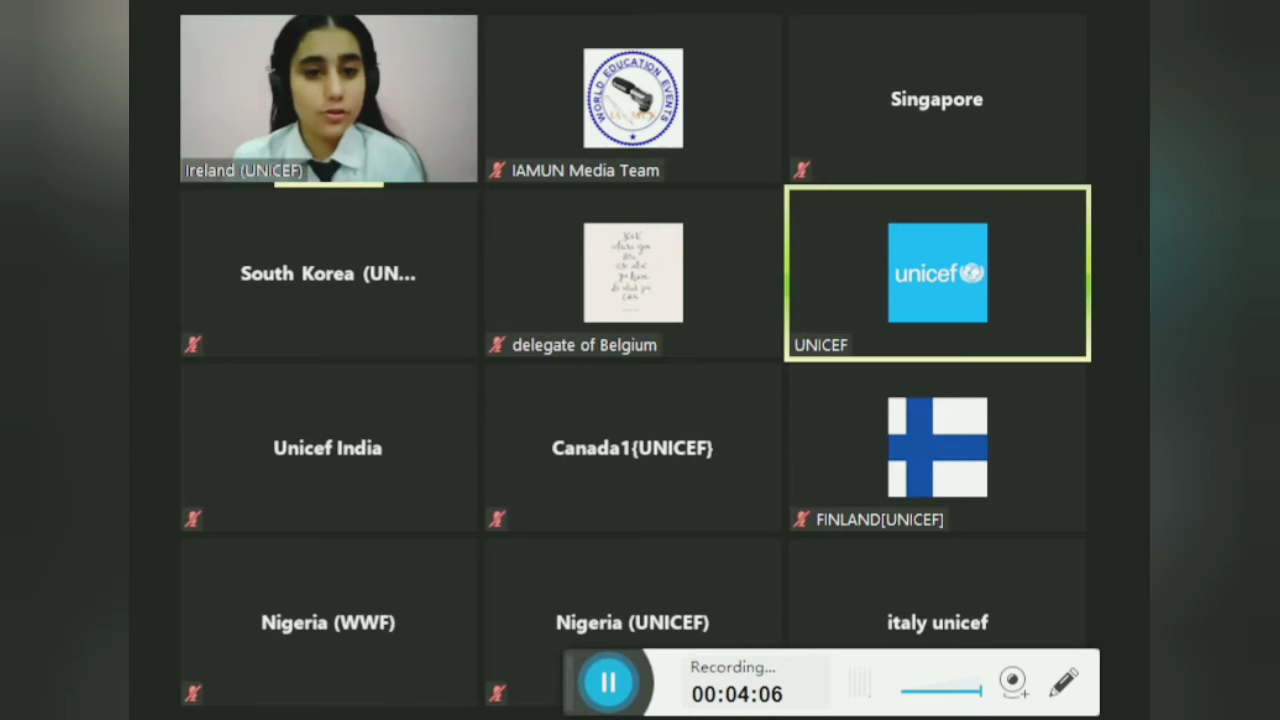 Ireland (UNICEF)
WORLD EDUCATION EVENTS
IAMUN Media Team
Singapore
South Korea (UN...
delegate of Belgium
unicef
UNICEF
Unicef India
Canada1{UNICEF}
FINLAND[UNICEF]
Nigeria (WWF)
Nigeria (UNICEF)
italy unicef
Recording...
00:04:06